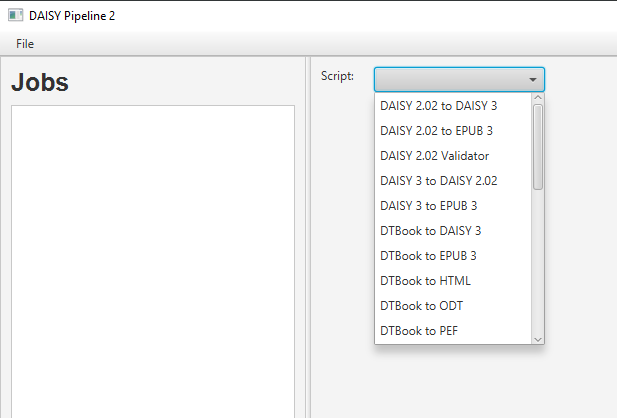 DAISY Pipeline 2
File
Jobs
Script:
DAISY 2.02 to DAISY 3
DAISY 2.02 to EPUB 3
DAISY 2.02 Validator
DAISY 3 to DAISY 2.02
DAISY 3 to EPUB 3
DTBook to DAISY 3
DTBook to EPUB 3
DTBook to HTML
DTBook to ODT
DTBook to PEF